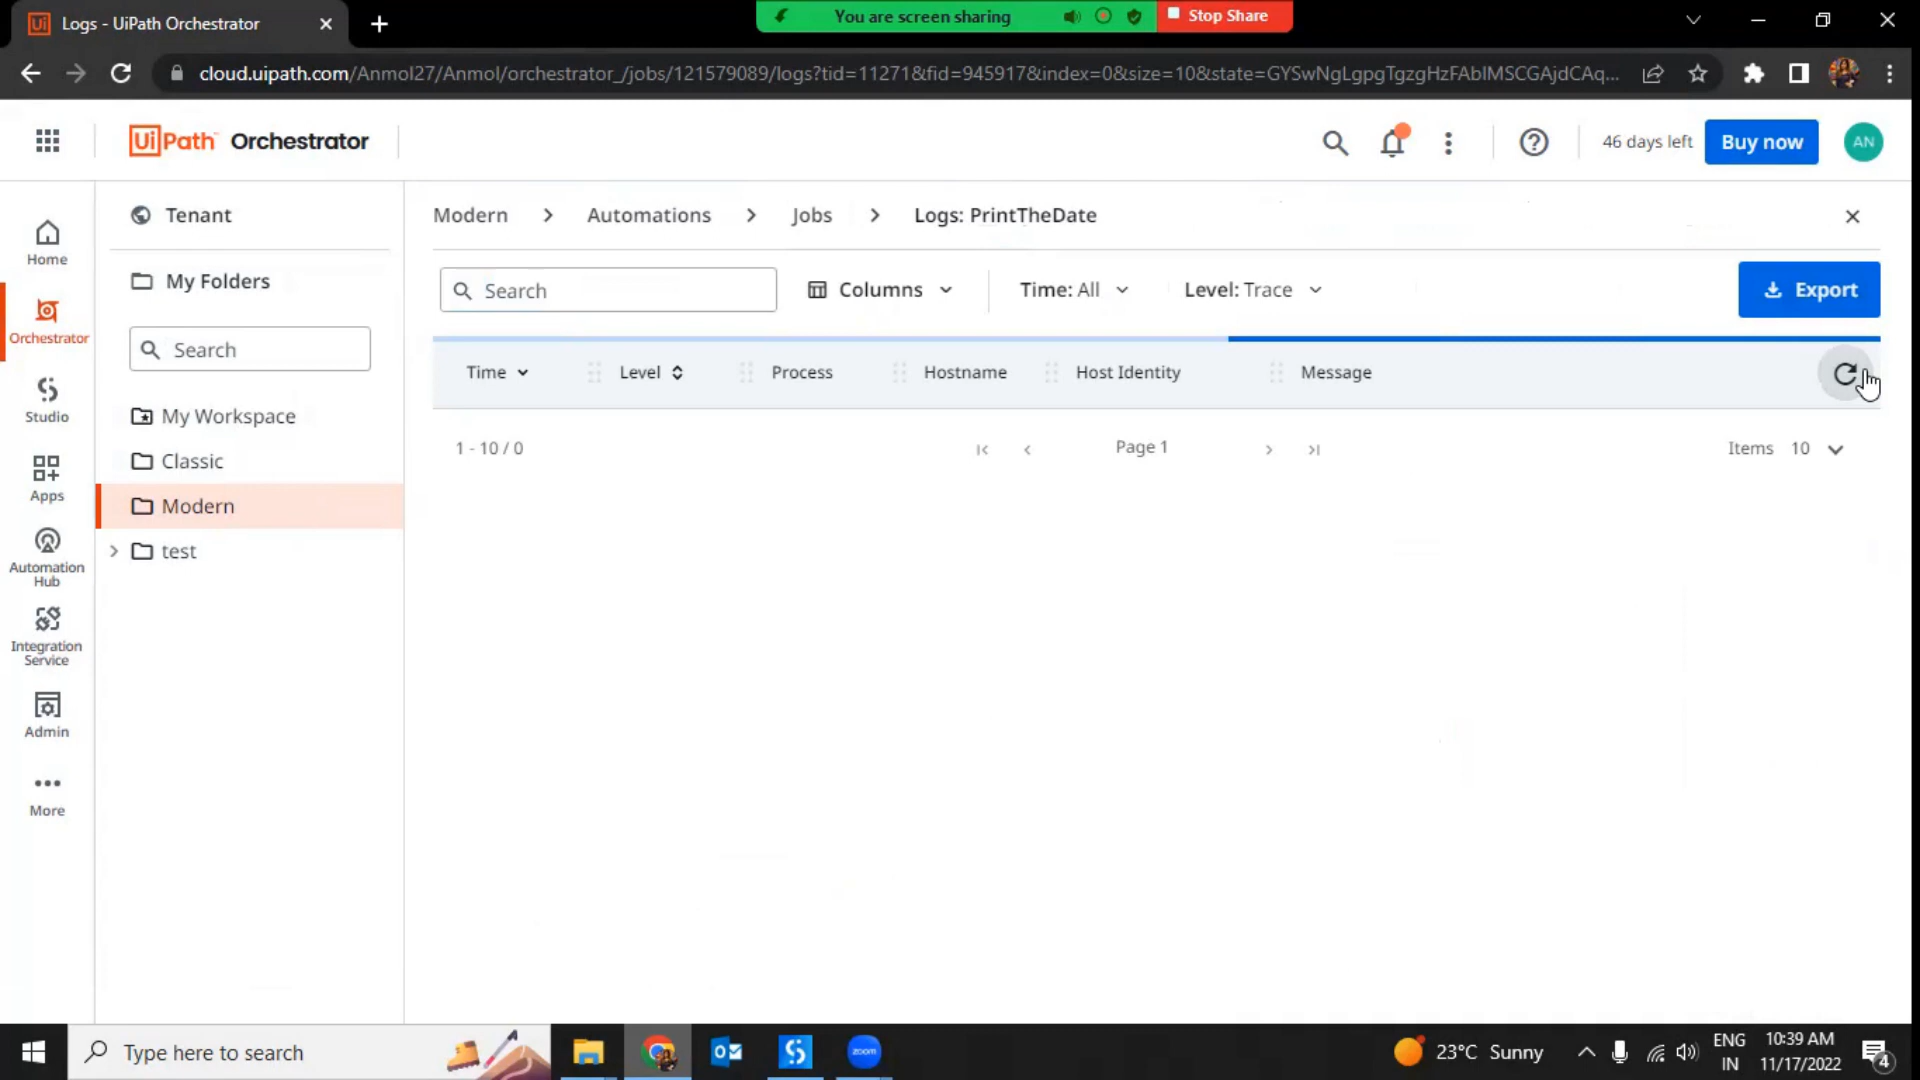 Logs - UiPath Orchestrator
You are screen sharing
Stop Share
cloud.uipath.com/Anmol27/Anmol/orchestrator_/jobs/121579089/logs?tid=11271&fid=945917&index=0&size=10&state=GYSwNgLgpgTgzgHzFAblMSCGAjdCAq...
UiPath Orchestrator
46 days left
Buy now
AN
Home
Orchestrator
Studio
Apps
Automation
Hub
Integration
Service
Admin
More
Tenant
My Folders
Search
My Workspace
Classic
Modern
test
Modern > Automations > Jobs > Logs: PrintTheDate
Search
Columns
Time: All
Level: Trace
Export
Time Level Process Hostname Host Identity Message
1 - 10 / 0
Page 1
Items 10
Type here to search
zoom
23°C Sunny
ENG
IN
10:39 AM
11/17/2022
4